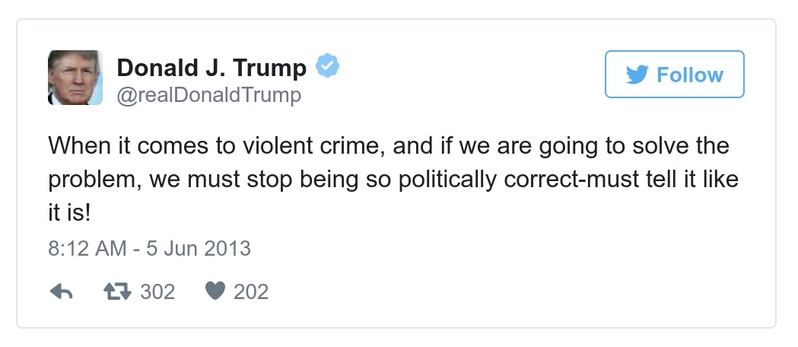 Donald J. Trump
@realDonaldTrump
Follow
When it comes to violent crime, and if we are going to solve the
problem, we must stop being so politically correct-must tell it like
it is!
8:12 AM - 5 Jun 2013
302 202